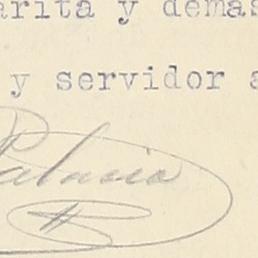 arita y demas
y servidor a
Palacio